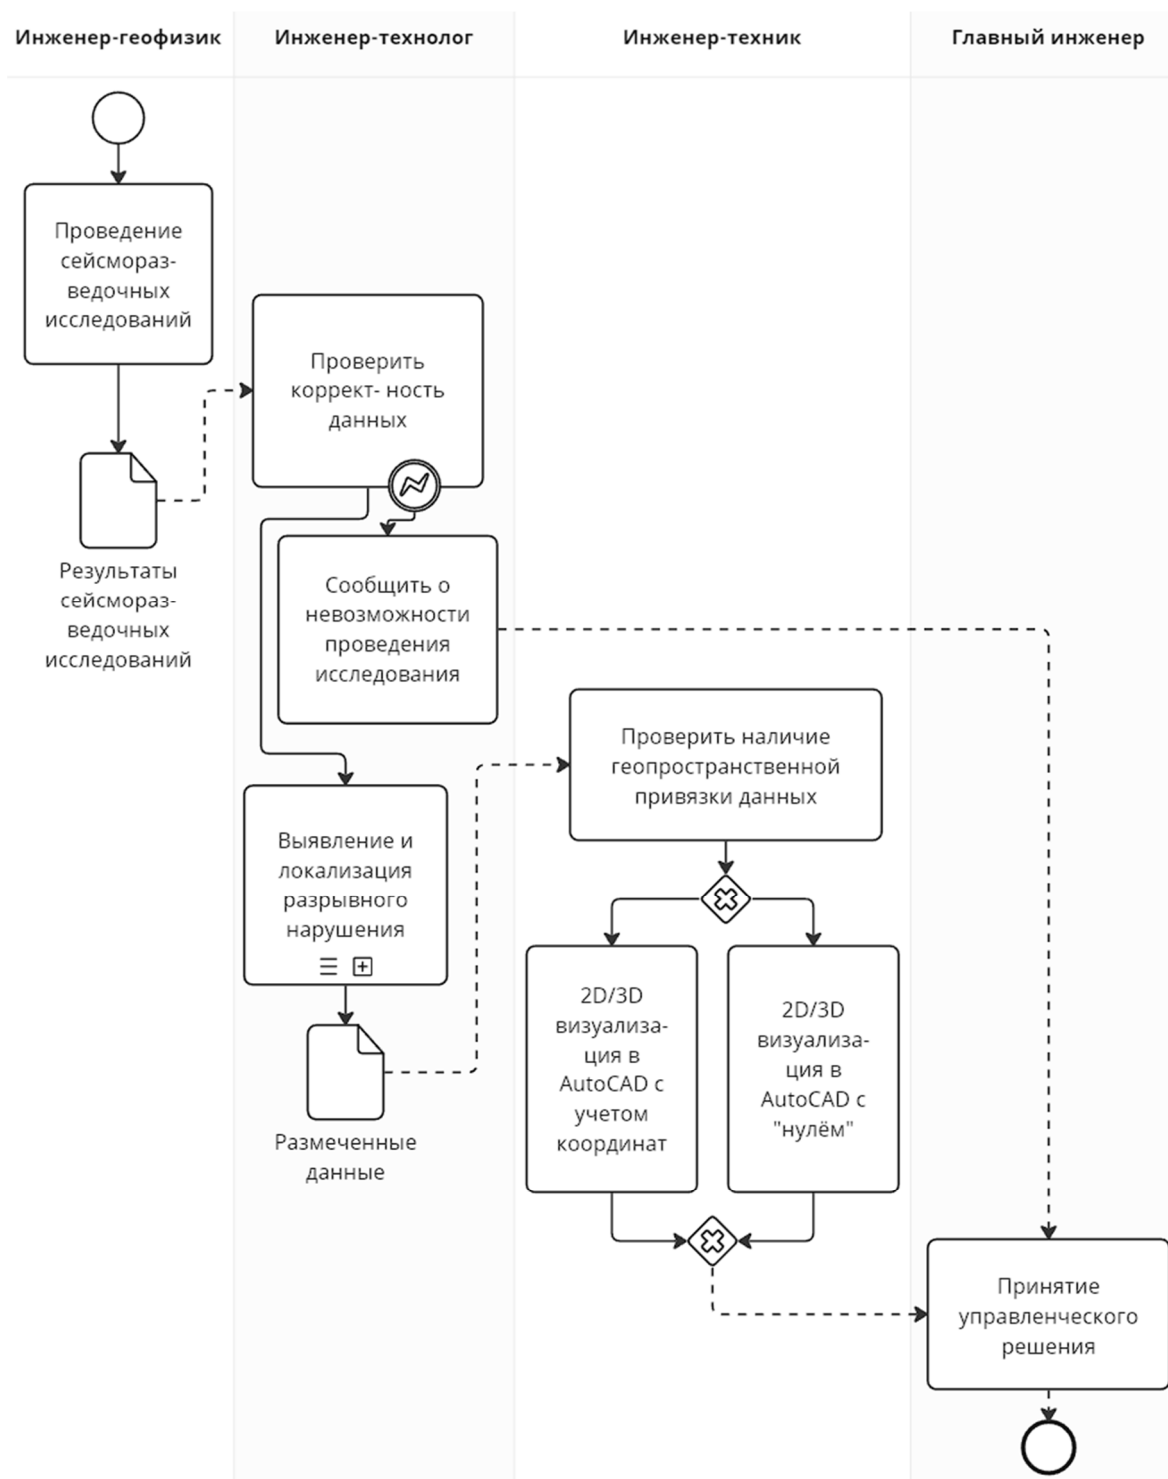 Инженер-геофизик
Инженер-технолог
Инженер-техник
Главный инженер
Проведение
сейсмораз-
ведочных
исследований
Результаты
сейсмораз-
ведочных
исследований
Проверить
коррект- ность
данных
Сообщить о
невозможности
проведения
исследования
Выявление и
локализация
разрывного
нарушения
Размеченные
данные
Проверить наличие
геопространственной
привязки данных
2D/3D
визуализа-
ция в
AutoCAD с
учетом
координат
2D/3D
визуализа-
ция в
AutoCAD с
"нулём"
Принятие
управленческого
решения